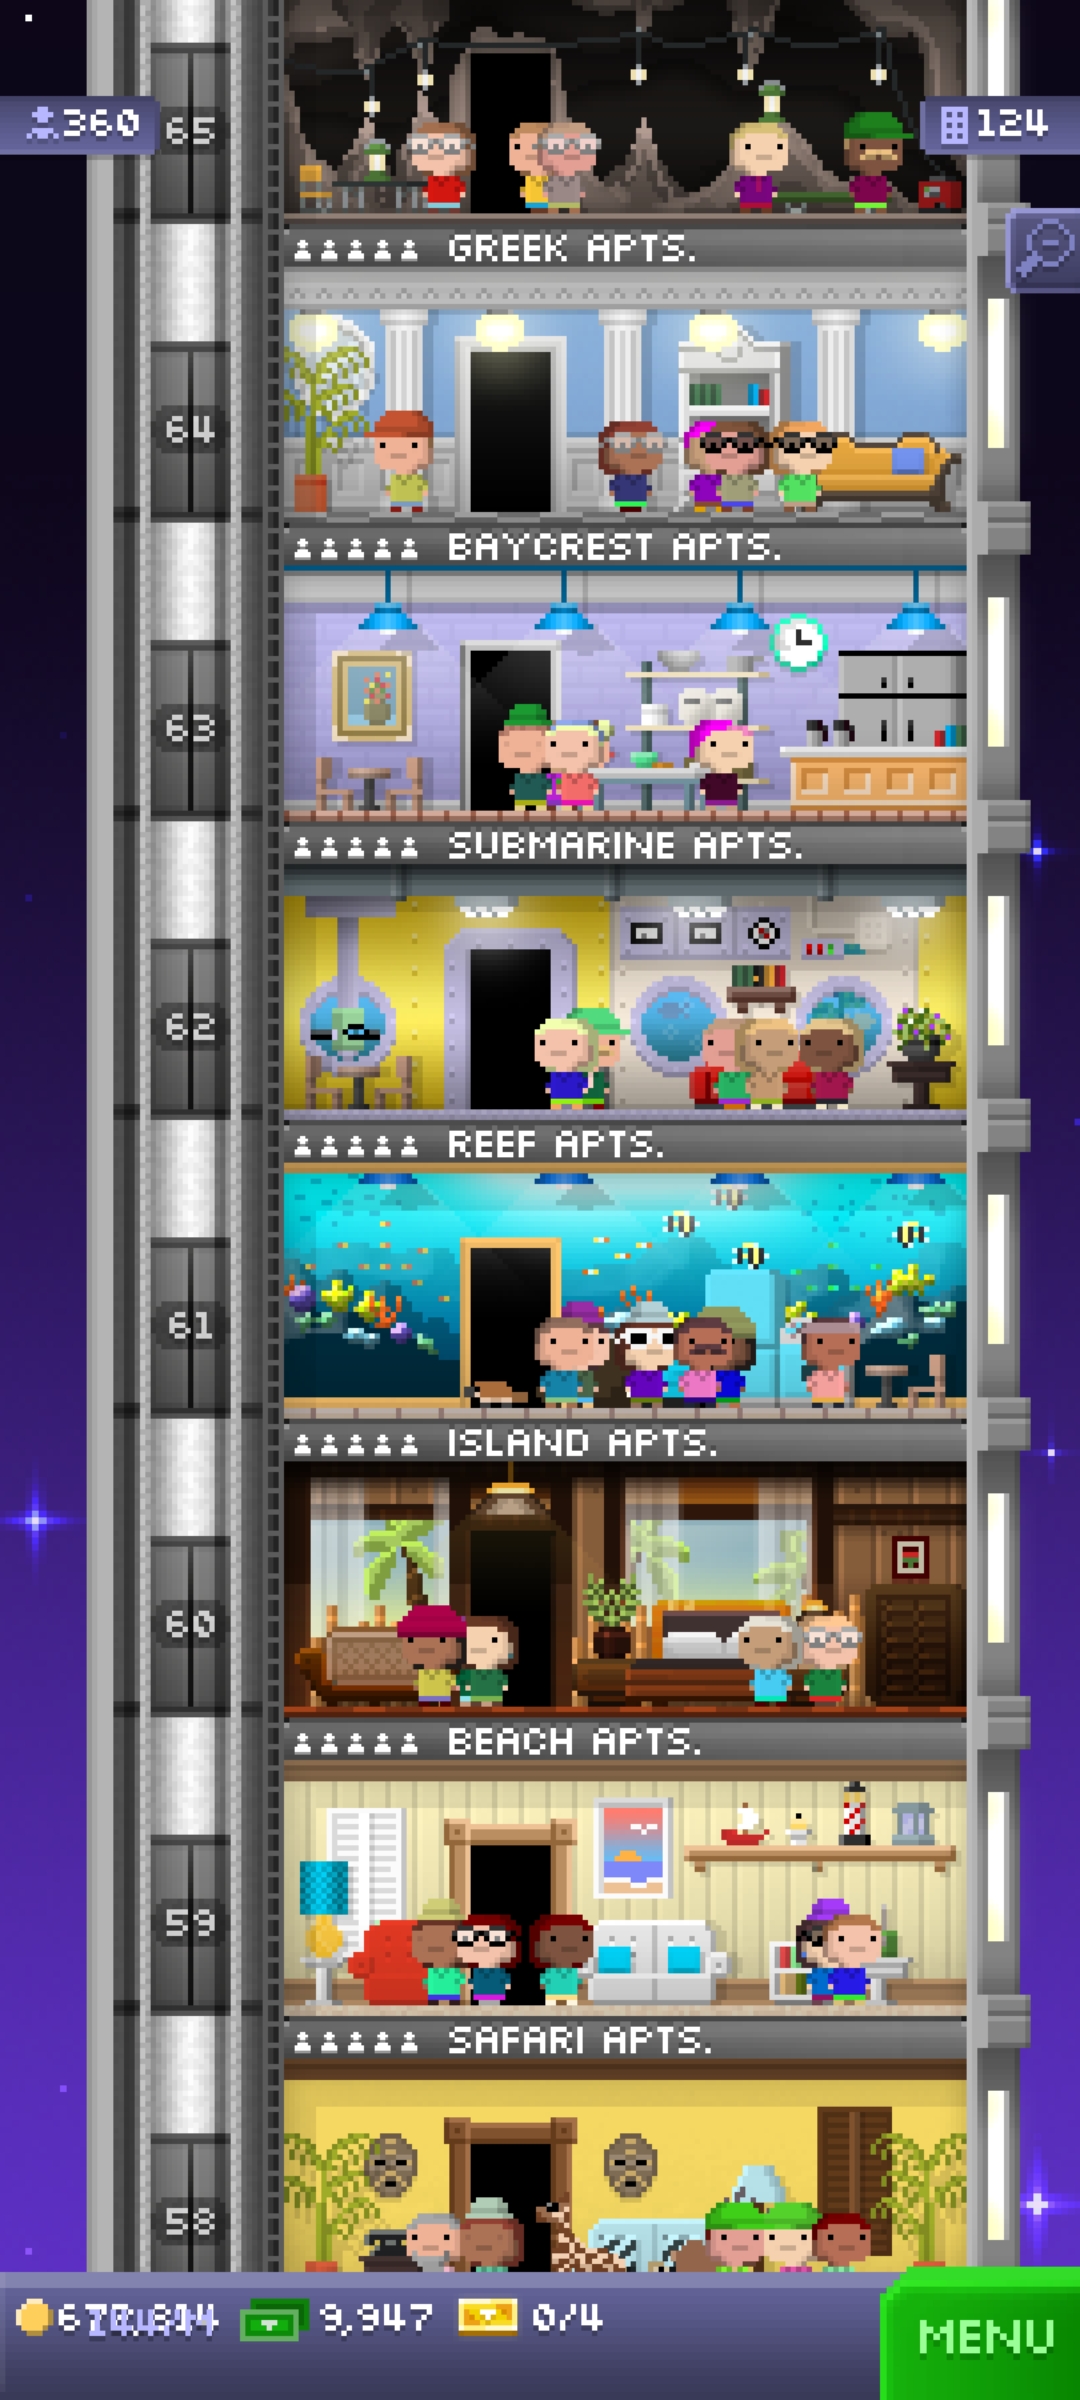 360
65
124
GREEK APTS.
64
BAYCREST APTS.
63
SUBMARINE APTS.
62
REEF APTS.
61
ISLAND APTS.
60
BEACH APTS.
59
SAFARI APTS.
58
9,947
0/4
MENU